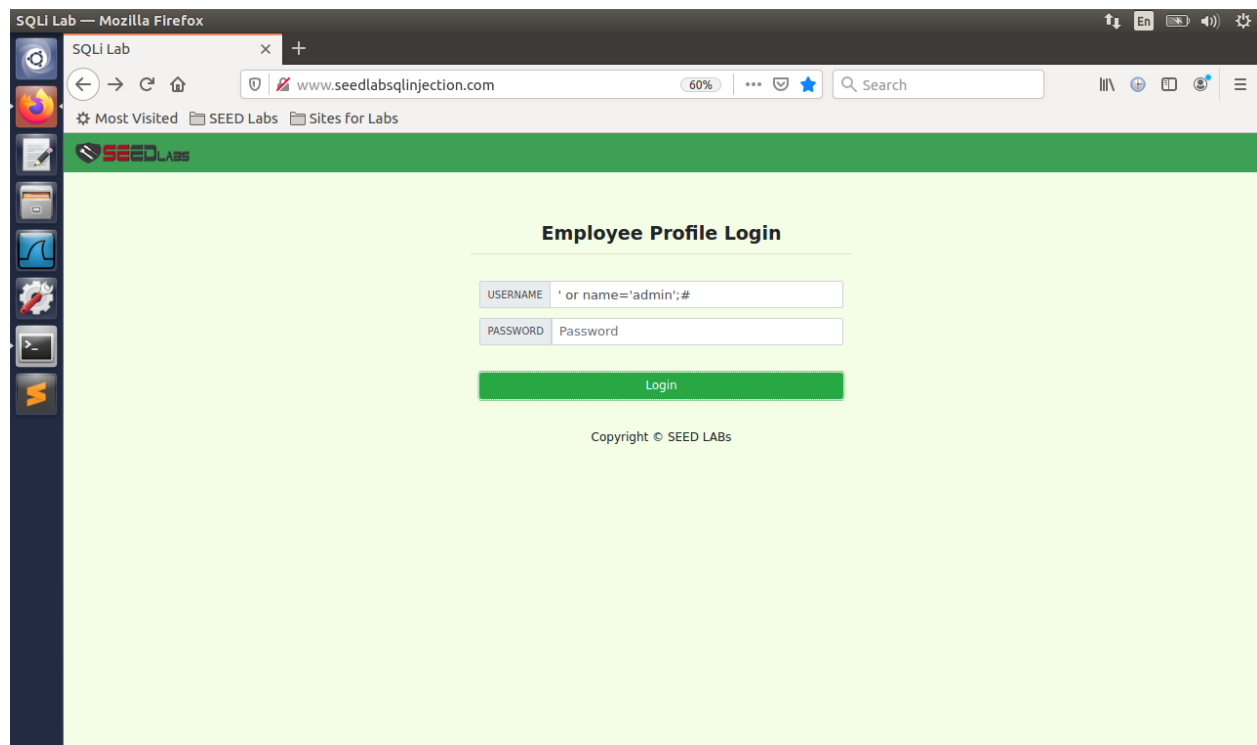 SQLi Lab — Mozilla Firefox
En
SQLi Lab
www.seedlabsqlinjection.com
60%
Search
Most Visited SEED Labs Sites for Labs
SEEDLABS
Employee Profile Login
USERNAME ' or name='admin';#
PASSWORD Password
Login
Copyright © SEED LABs